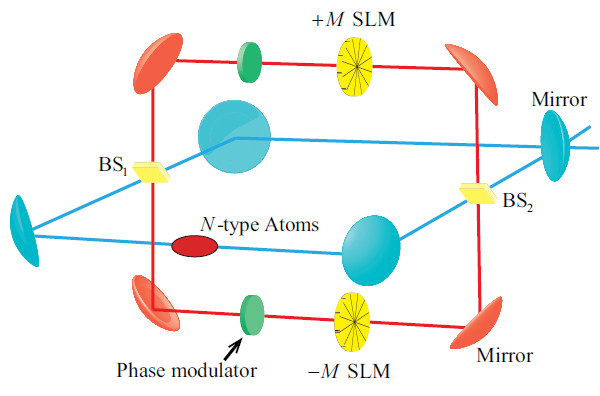 +M SLM
Mirror
BS1
BS2
N-type Atoms
Mirror
Phase modulator
−M SLM